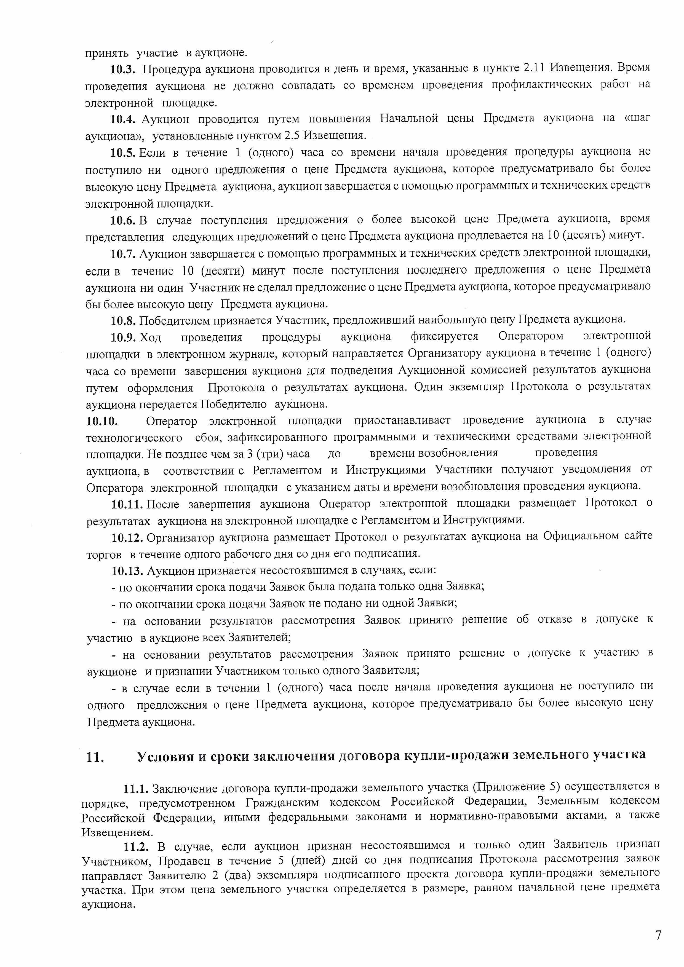 принять участие в аукционе.
10.3. Процедура аукциона проводится в день и время, указанные в пункте 2.11 Извещения. Время
проведения аукциона не должно совпадать со временем проведения профилактических работ на
электронной площадке.
10.4. Аукцион проводится путем повышения Начальной цены Предмета аукциона на «шаг
аукциона», установленные пунктом 2.5 Извещения.
10.5. Если в течение 1 (одного) часа со времени начала проведения процедуры аукциона не
поступило ни одного предложения о цене Предмета аукциона, которое предусматривало бы более
высокую цену Предмета аукциона, аукцион завершается с помощью программных и технических средств
электронной площадки.
10.6. В случае поступления предложения о более высокой цене Предмета аукциона, время
представления следующих предложений о цене Предмета аукциона продлевается на 10 (десять) минут.
10.7. Аукцион завершается с помощью программных и технических средств электронной площадки,
если в течение 10 (десяти) минут после поступления последнего предложения о цене Предмета
аукциона ни один Участник не сделал предложение о цене Предмета аукциона, которое предусматривало
бы более высокую цену Предмета аукциона.
10.8. Победителем признается Участник, предложивший наибольшую цену Предмета аукциона.
10.9. Ход проведения процедуры аукциона фиксируется Оператором электронной
площадки в электронном журнале, который направляется Организатору аукциона в течение 1 (одного)
часа со времени завершения аукциона для подведения Аукционной комиссией результатов аукциона
путем оформления Протокола о результатах аукциона. Один экземпляр Протокола о результатах
аукциона передается Победителю аукциона.
10.10. Оператор электронной площадки приостанавливает проведение аукциона в случае
технологического сбоя, зафиксированного программными и техническими средствами электронной
площадки. Не позднее чем за 3 (три) часа до времени возобновления проведения
аукциона, в соответствии с Регламентом и Инструкциями Участники получают уведомления от
Оператора электронной площадки с указанием даты и времени возобновления проведения аукциона.
10.11. После завершения аукциона Оператор электронной площадки размещает Протокол о
результатах аукциона на электронной площадке с Регламентом и Инструкциями.
10.12. Организатор аукциона размещает Протокол о результатах аукциона на Официальном сайте
торгов в течение одного рабочего дня со дня его подписания.
10.13. Аукцион признается несостоявшимся в случаях, если:
- по окончании срока подачи Заявок была подана только одна Заявка;
- по окончании срока подачи Заявок не подано ни одной Заявки;
- на основании результатов рассмотрения Заявок принято решение об отказе в допуске к
участию в аукционе всех Заявителей;
- на основании результатов рассмотрения Заявок принято решение о допуске к участию в
аукционе и признании Участником только одного Заявителя;
- в случае если в течении 1 (одного) часа после начала проведения аукциона не поступило ни
одного предложения о цене Предмета аукциона, которое предусматривало бы более высокую цену
Предмета аукциона.
11. Условия и сроки заключения договора купли-продажи земельного участка
11.1. Заключение договора купли-продажи земельного участка (Приложение 5) осуществляется в
порядке, предусмотренном Гражданским кодексом Российской Федерации, Земельным кодексом
Российской Федерации, иными федеральными законами и нормативно-правовыми актами, а также
Извещением.
11.2. В случае, если аукцион признан несостоявшимся и только один Заявитель признан
Участником, Продавец в течение 5 (дней) дней со дня подписания Протокола рассмотрения заявок
направляет Заявителю 2 (два) экземпляра подписанного проекта договора купли-продажи земельного
участка. При этом цена земельного участка определяется в размере, равном начальной цене предмета
аукциона.
7